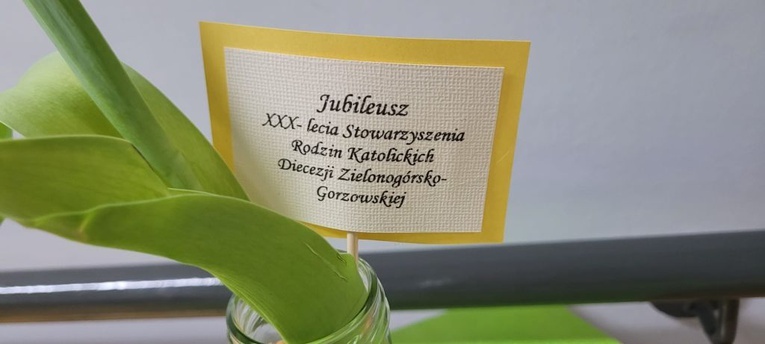 Jubileusz
XXX- lecia Stowarzyszenia
Rodzin Katolickich
Diecezji Zielonogórsko-
Gorzowskiej